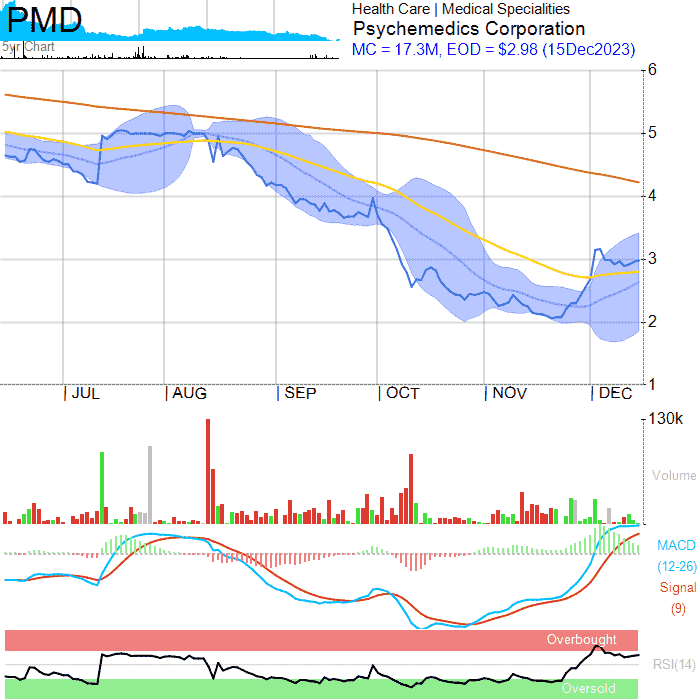 PMD
5yr Chart
Health Care | Medical Specialities
Psychemedics Corporation
MC = 17.3M, EOD = $2.98 (15Dec2023)
6
5
4
3
2
1
JUL AUG SEP OCT NOV DEC
130k
Volume
MACD
(12-26)
Signal
(9)
Overbought
RSI(14)
Oversold